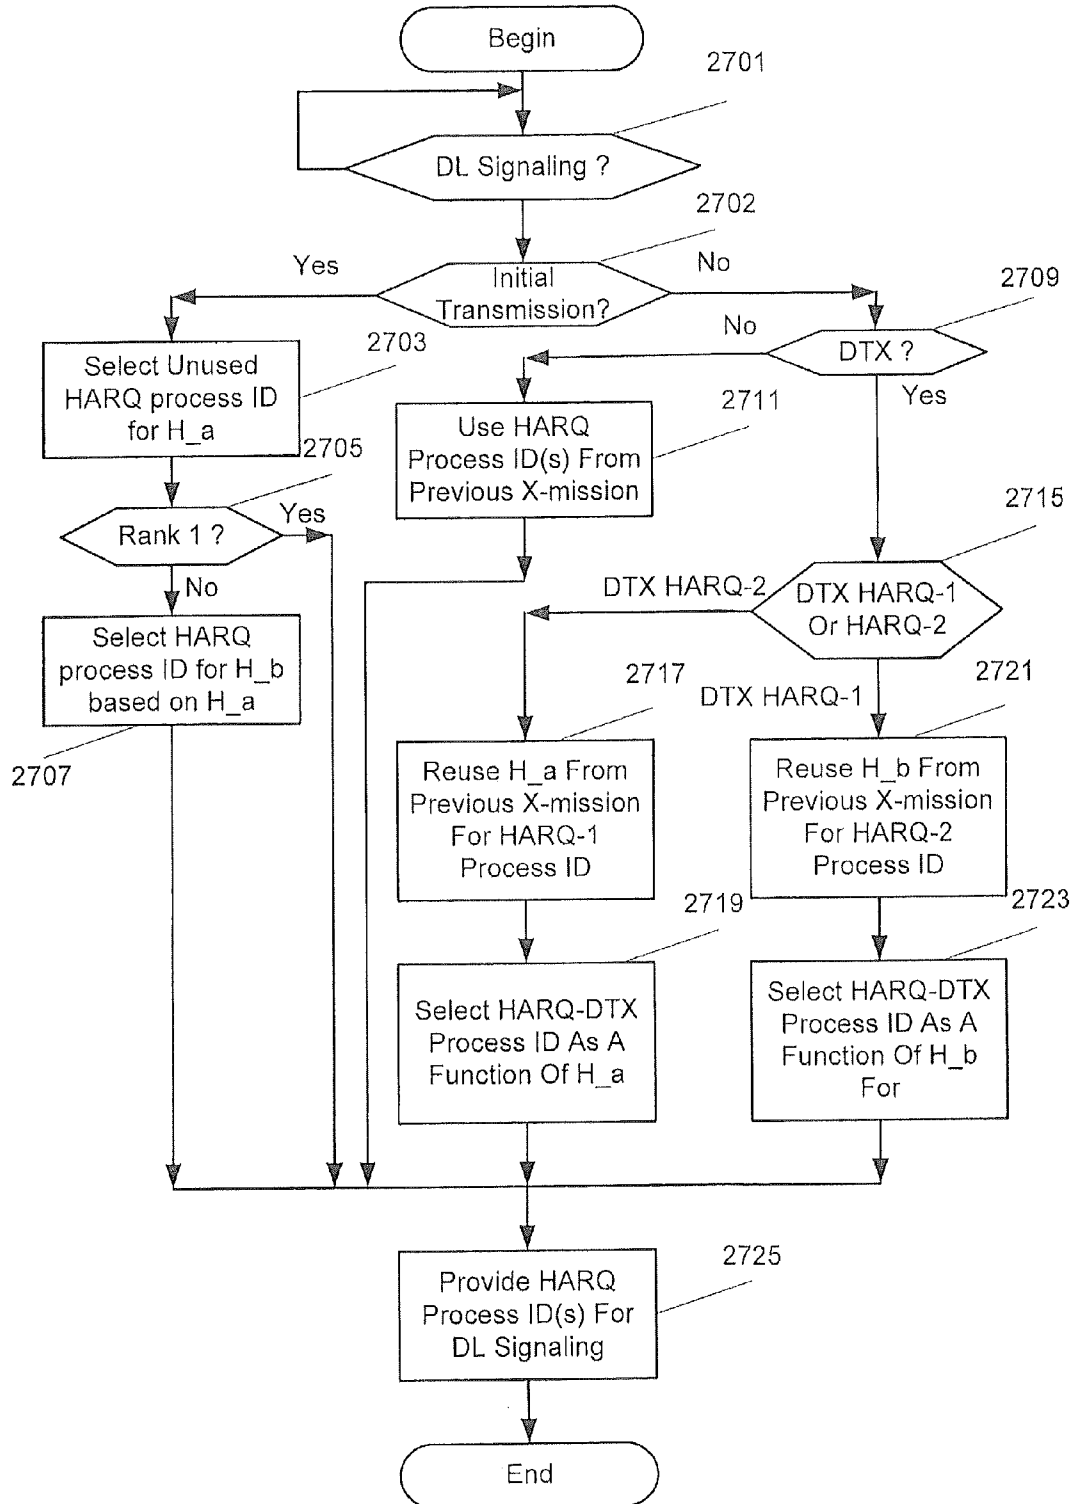 Begin
2701
DL Signaling ?
2702
Yes
Initial
Transmission?
No
2709
No
DTX ?
Yes
2703
Select Unused
HARQ process ID
for H_a
2711
Use HARQ
Process ID(s) From
Previous X-mission
2705
Rank 1 ?
Yes
No
2715
DTX HARQ-2
DTX HARQ-1
Or HARQ-2
Select HARQ
process ID for H_b
based on H_a
2707
2717
DTX HARQ-1
2721
Reuse H_a From
Previous X-mission
For HARQ-1
Process ID
Reuse H_b From
Previous X-mission
For HARQ-2
Process ID
2719
2723
Select HARQ-DTX
Process ID As A
Function Of H_a
Select HARQ-DTX
Process ID As A
Function Of H_b
For
2725
Provide HARQ
Process ID(s) For
DL Signaling
End